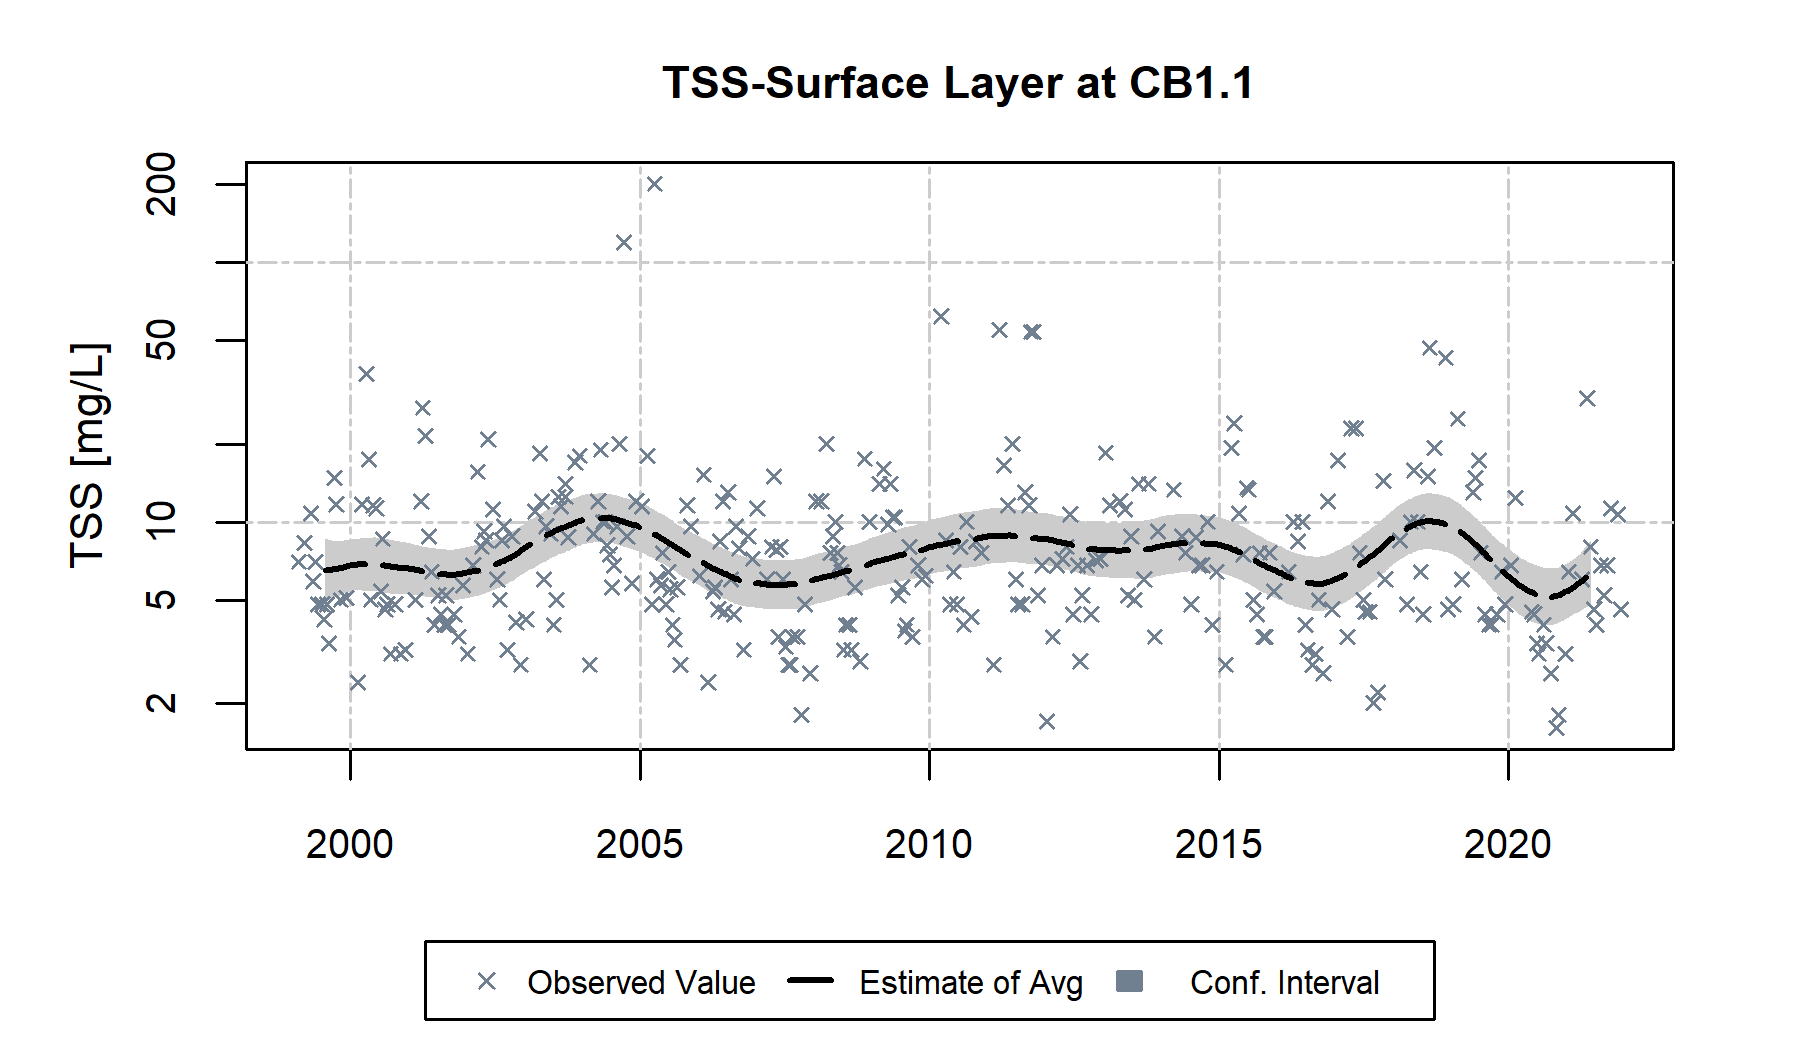 TSS-Surface Layer at CB1.1
TSS [mg/L]
200
50
10
5
2
2000 2005 2010 2015 2020
Observed Value Estimate of Avg Conf. Interval